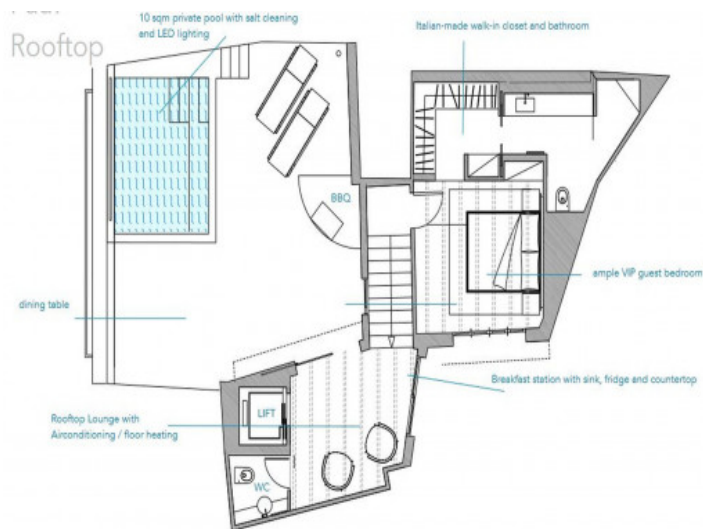 Rooftop
10 sqm private pool with salt cleaning
and LED lighting
Italian-made walk-in closet and bathroom
BBQ
ample VIP guest bedroom
dining table
Breakfast station with sink, fridge and countertop
LIFT
Rooftop Lounge with
Airconditioning / floor heating
WC